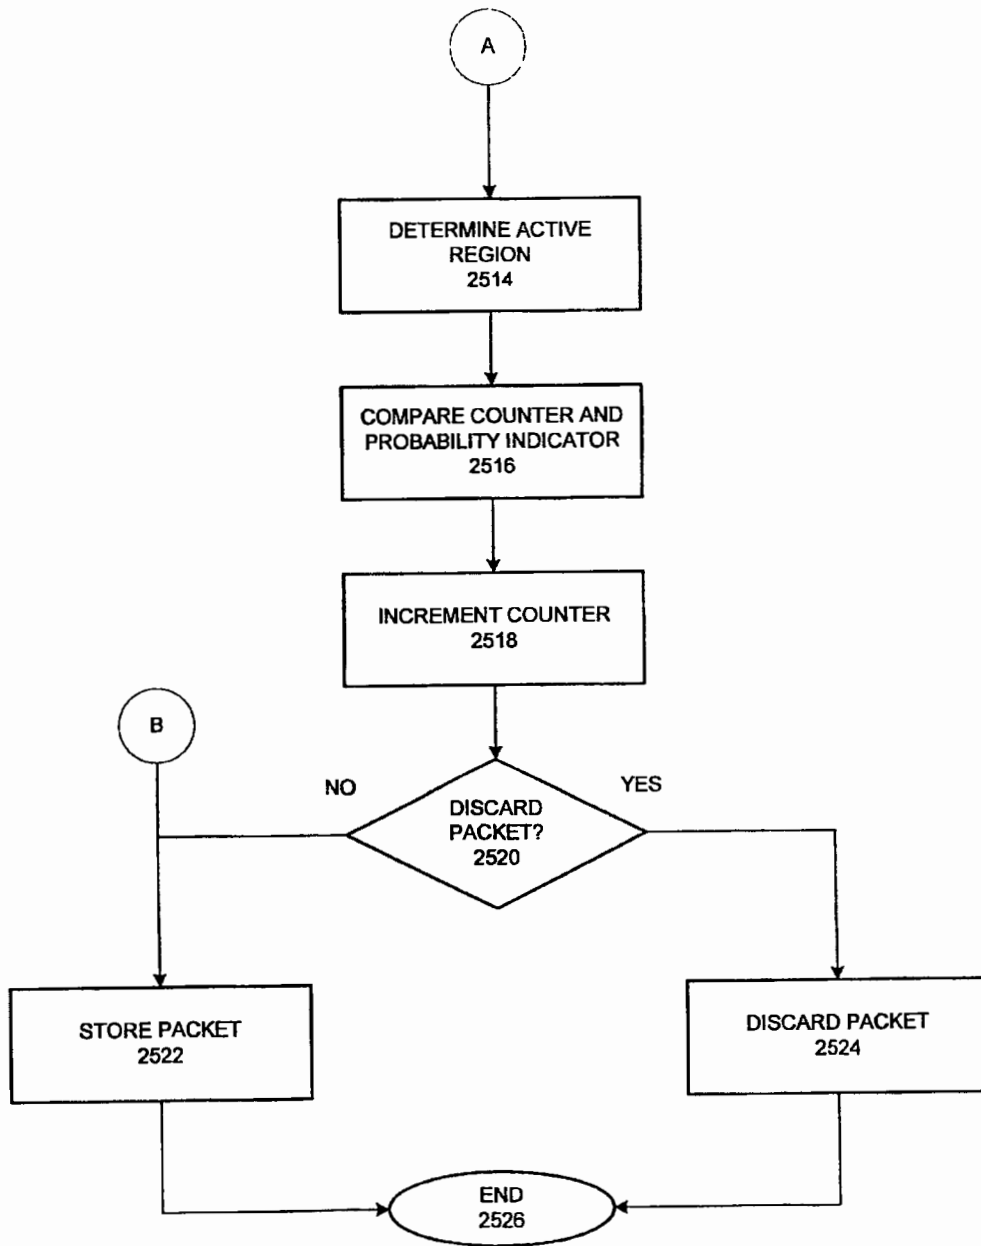 A
DETERMINE ACTIVE
REGION
2514
COMPARE COUNTER AND
PROBABILITY INDICATOR
2516
INCREMENT COUNTER
2518
B
NO
YES
DISCARD
PACKET?
2520
STORE PACKET
2522
DISCARD PACKET
2524
END
2526